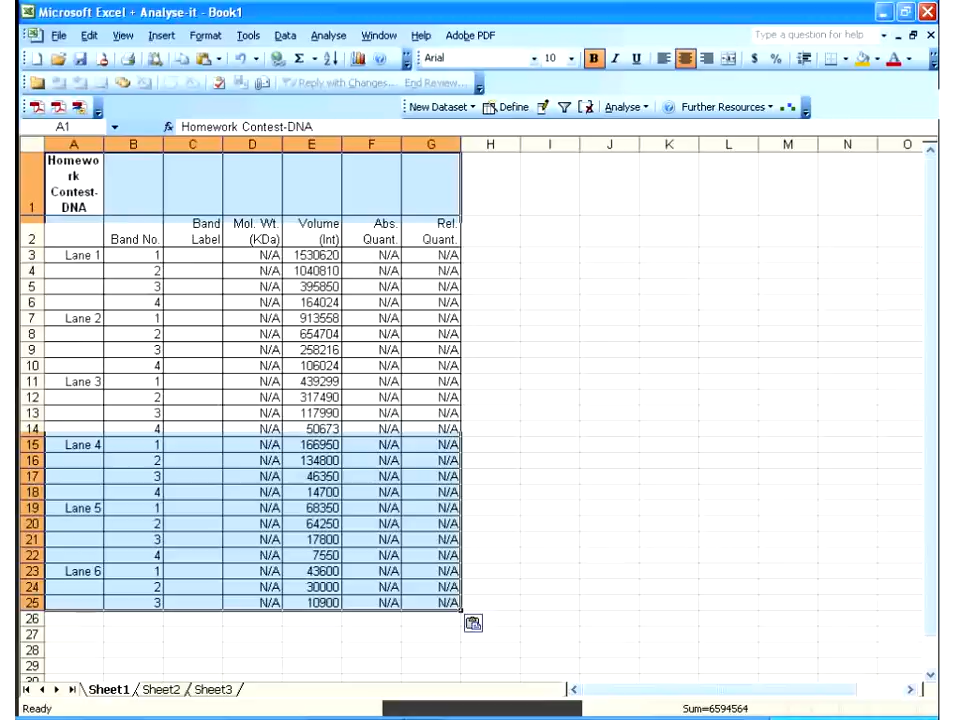 Microsoft Excel + Analyse-it - Book1
File Edit View Insert Format Tools Data Analyse Window Help Adobe PDF Type a question for help
Arial 10 B I U $ %
Reply with Changes... End Review...
New Dataset Define Analyse Further Resources
A1 fx Homework Contest-DNA
A B C D E F G H I J K L M N O
1 Homewo
rk
Contest-
DNA
2 Band No. Band Label Mol. Wt. (KDa) Volume (Int) Abs. Quant. Rel. Quant.
3 Lane 1 1 N/A 1530620 N/A N/A
4 2 N/A 1040810 N/A N/A
5 3 N/A 395850 N/A N/A
6 4 N/A 164024 N/A N/A
7 Lane 2 1 N/A 913558 N/A N/A
8 2 N/A 654704 N/A N/A
9 3 N/A 258216 N/A N/A
10 4 N/A 106024 N/A N/A
11 Lane 3 1 N/A 439299 N/A N/A
12 2 N/A 317490 N/A N/A
13 3 N/A 117990 N/A N/A
14 4 N/A 50673 N/A N/A
15 Lane 4 1 N/A 166950 N/A N/A
16 2 N/A 134800 N/A N/A
17 3 N/A 46350 N/A N/A
18 4 N/A 14700 N/A N/A
19 Lane 5 1 N/A 68350 N/A N/A
20 2 N/A 64250 N/A N/A
21 3 N/A 17800 N/A N/A
22 4 N/A 7550 N/A N/A
23 Lane 6 1 N/A 43600 N/A N/A
24 2 N/A 30000 N/A N/A
25 3 N/A 10900 N/A N/A
26
27
28
29
30
Sheet1 Sheet2 Sheet3
Ready Sum=6594564